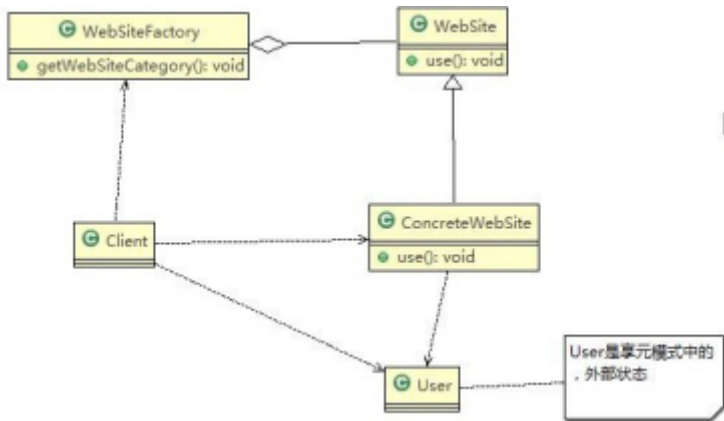 WebSiteFactory
getWebSiteCategory(): void
WebSite
use(): void
Client
ConcreteWebSite
use(): void
User
User是享元模式中的
，外部状态